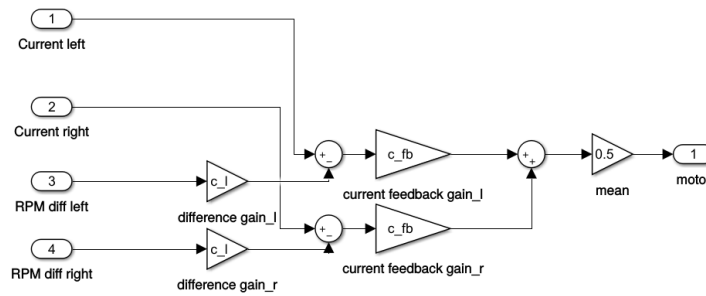 1
Current left
2
Current right
3
RPM diff left
4
RPM diff right
c_l
difference gain_l
c_l
difference gain_r
+
−
+
−
c_fb
current feedback gain_l
c_fb
current feedback gain_r
+
+
0.5
mean
1
moto